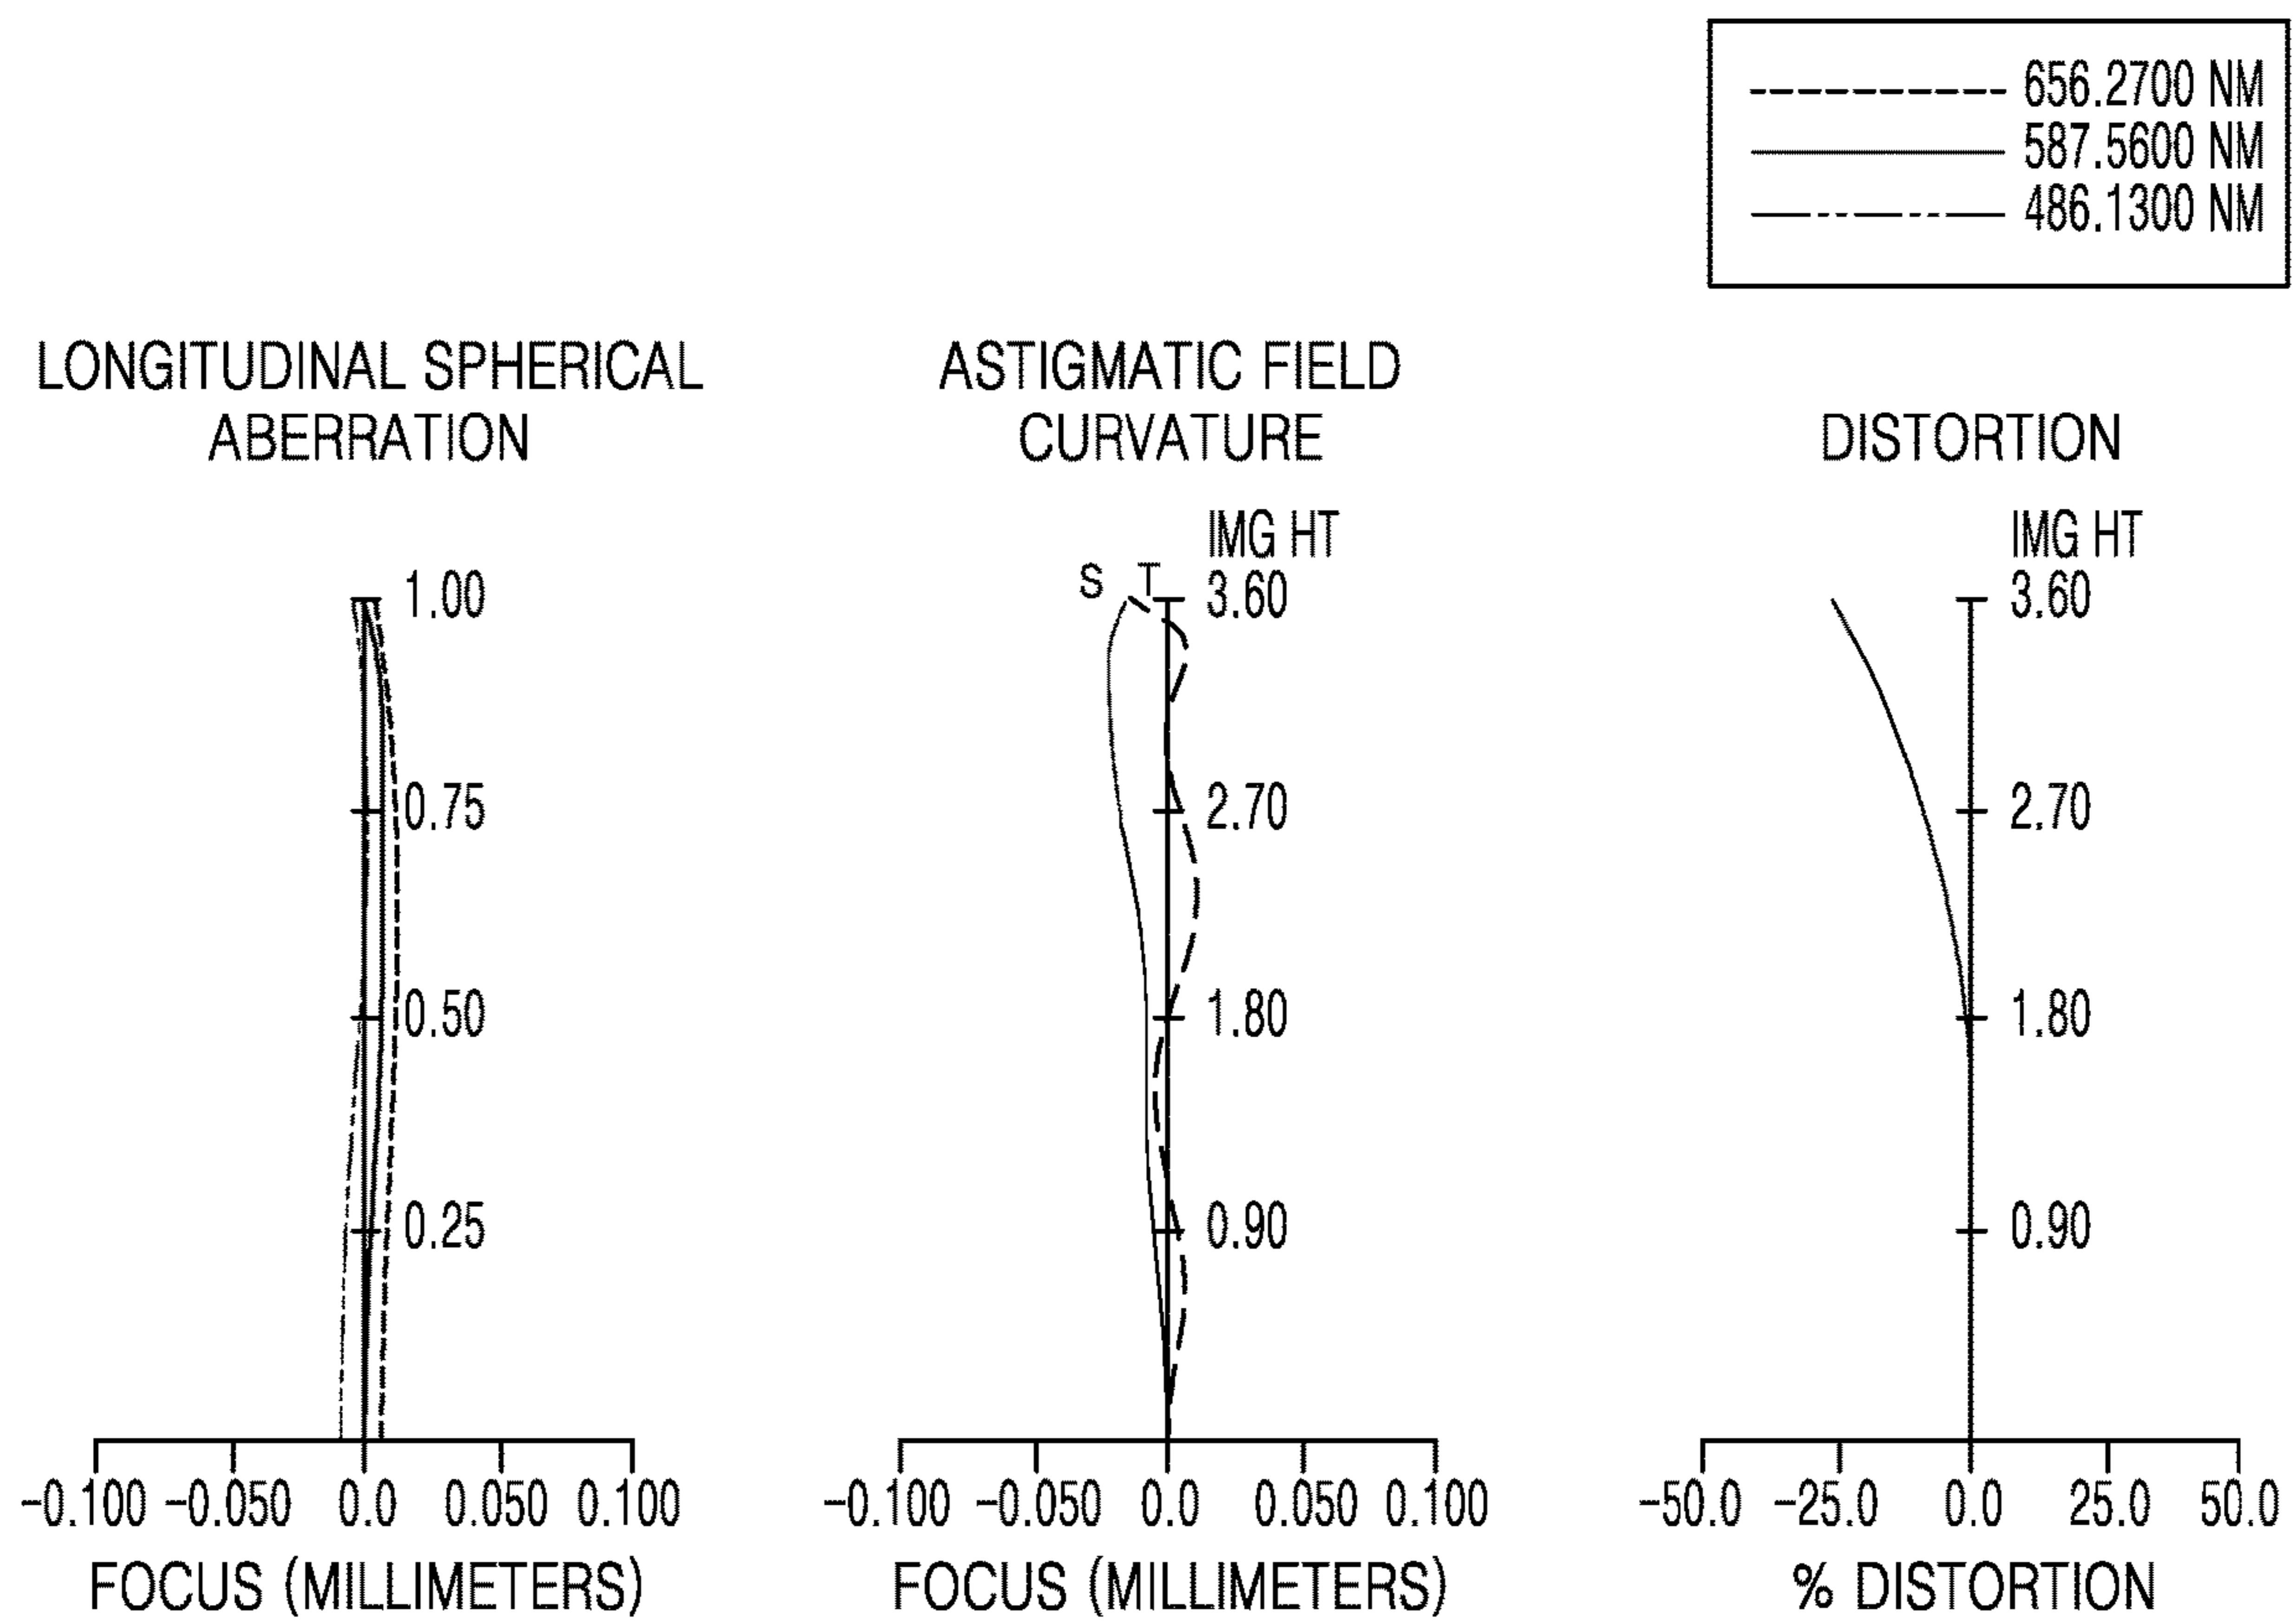 656.2700 NM
587.5600 NM
486.1300 NM
LONGITUDINAL SPHERICAL
ABERRATION
1.00
0.75
0.50
0.25
-0.100 -0.050 0.0 0.050 0.100
FOCUS (MILLIMETERS)
ASTIGMATIC FIELD
CURVATURE
IMG HT
S T 3.60
2.70
1.80
0.90
-0.100 -0.050 0.0 0.050 0.100
FOCUS (MILLIMETERS)
DISTORTION
IMG HT
3.60
2.70
1.80
0.90
-50.0 -25.0 0.0 25.0 50.0
% DISTORTION